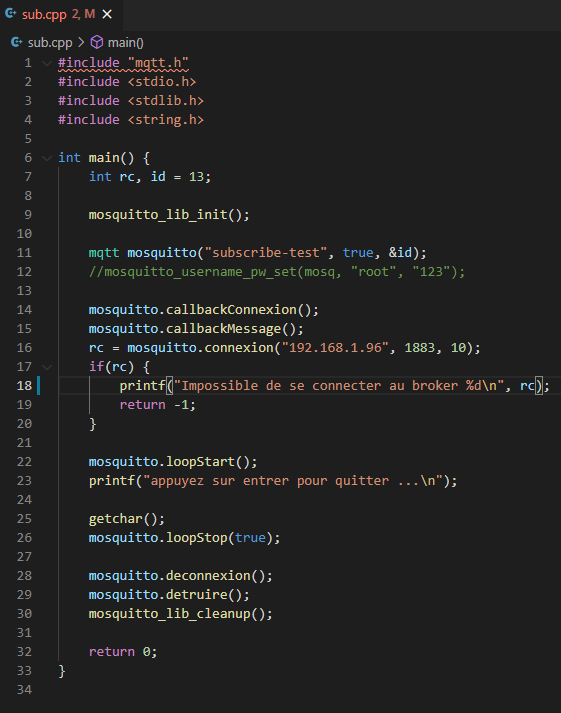 sub.cpp 2, M
sub.cpp > main()
1 #include "mqtt.h"
2 #include <stdio.h>
3 #include <stdlib.h>
4 #include <string.h>
5
6 int main() {
7 int rc, id = 13;
8
9 mosquitto_lib_init();
10
11 mqtt mosquitto("subscribe-test", true, &id);
12 //mosquitto_username_pw_set(mosq, "root", "123");
13
14 mosquitto.callbackConnexion();
15 mosquitto.callbackMessage();
16 rc = mosquitto.connexion("192.168.1.96", 1883, 10);
17 if(rc) {
18 printf("Impossible de se connecter au broker %d\n", rc);
19 return -1;
20 }
21
22 mosquitto.loopStart();
23 printf("appuyez sur entrer pour quitter ...\n");
24
25 getchar();
26 mosquitto.loopStop(true);
27
28 mosquitto.deconnexion();
29 mosquitto.detruire();
30 mosquitto_lib_cleanup();
31
32 return 0;
33 }
34